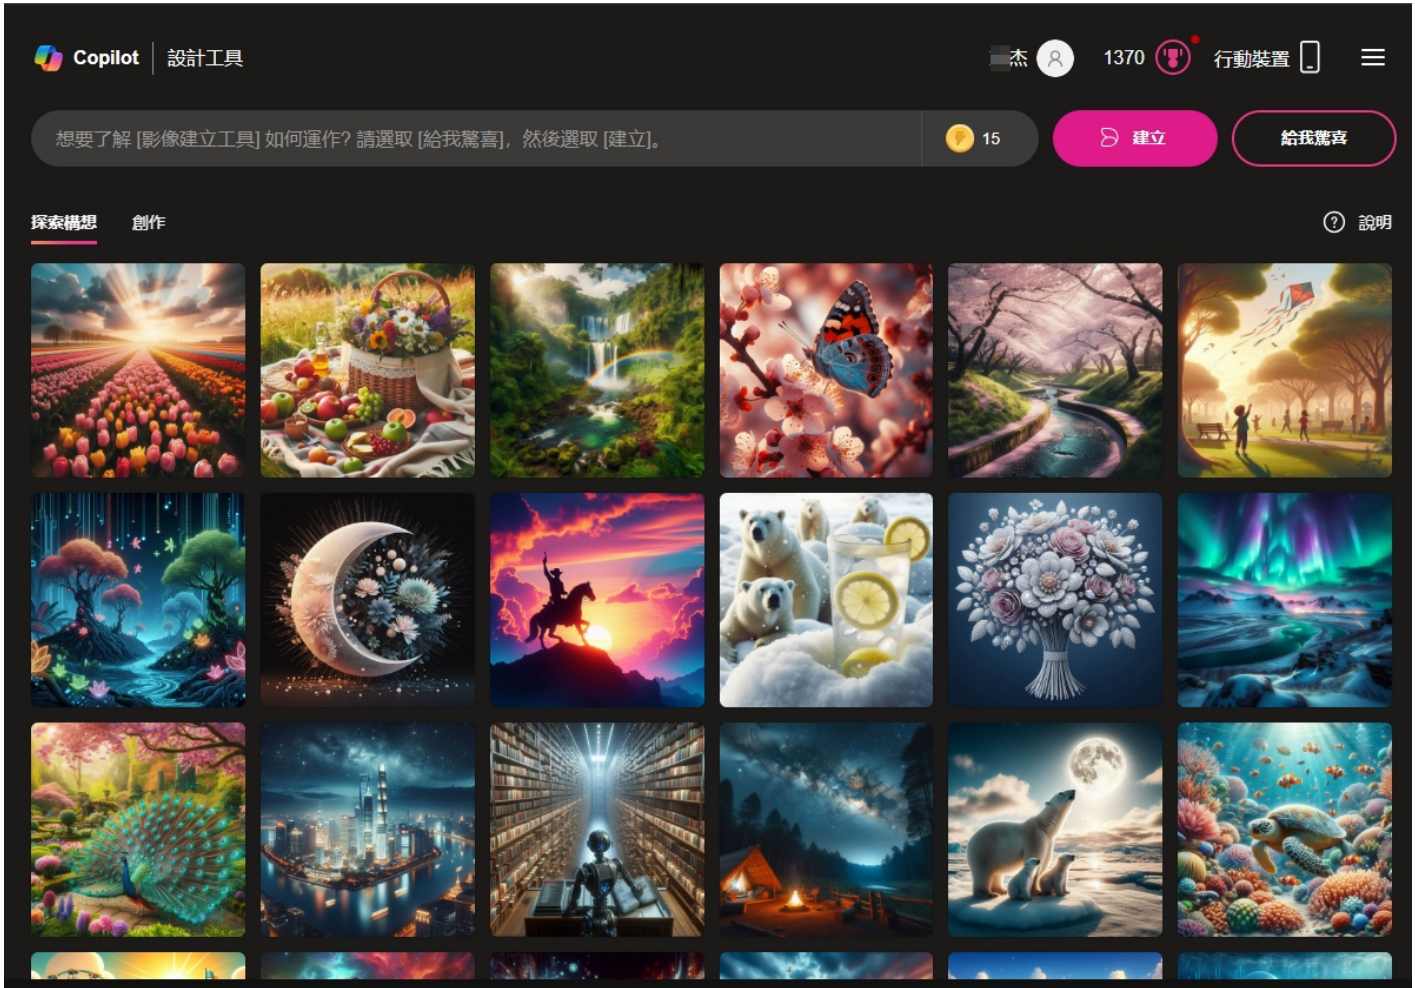 Copilot 設計工具 杰 1370 行動裝置
想要了解 [影像建立工具] 如何運作? 請選取 [給我驚喜]，然後選取 [建立]。 15 建立 給我驚喜
探索構想 創作 說明